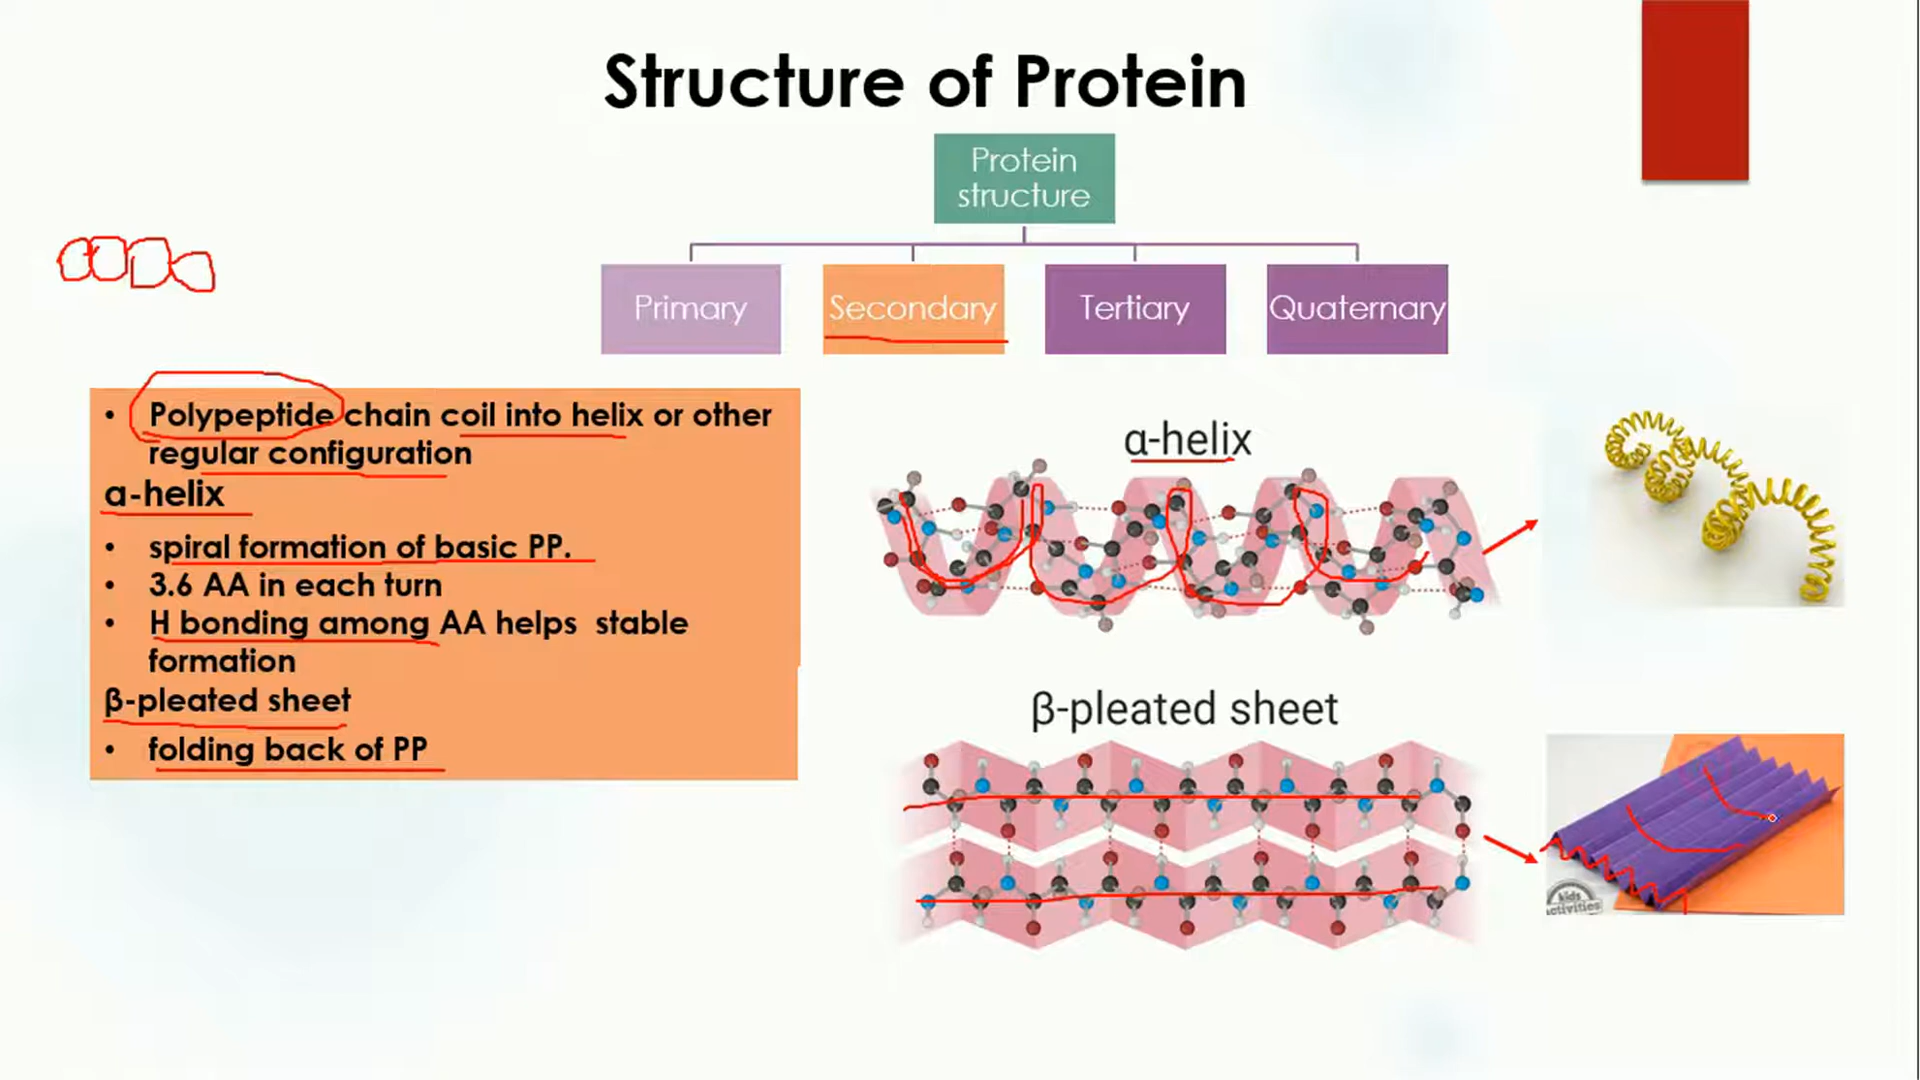 Structure of Protein
Protein
structure
Primary
Secondary
Tertiary
Quaternary
• Polypeptide chain coil into helix or other
regular configuration
α-helix
• spiral formation of basic PP.
• 3.6 AA in each turn
• H bonding among AA helps stable
formation
β-pleated sheet
• folding back of PP
α-helix
β-pleated sheet
kids
activities